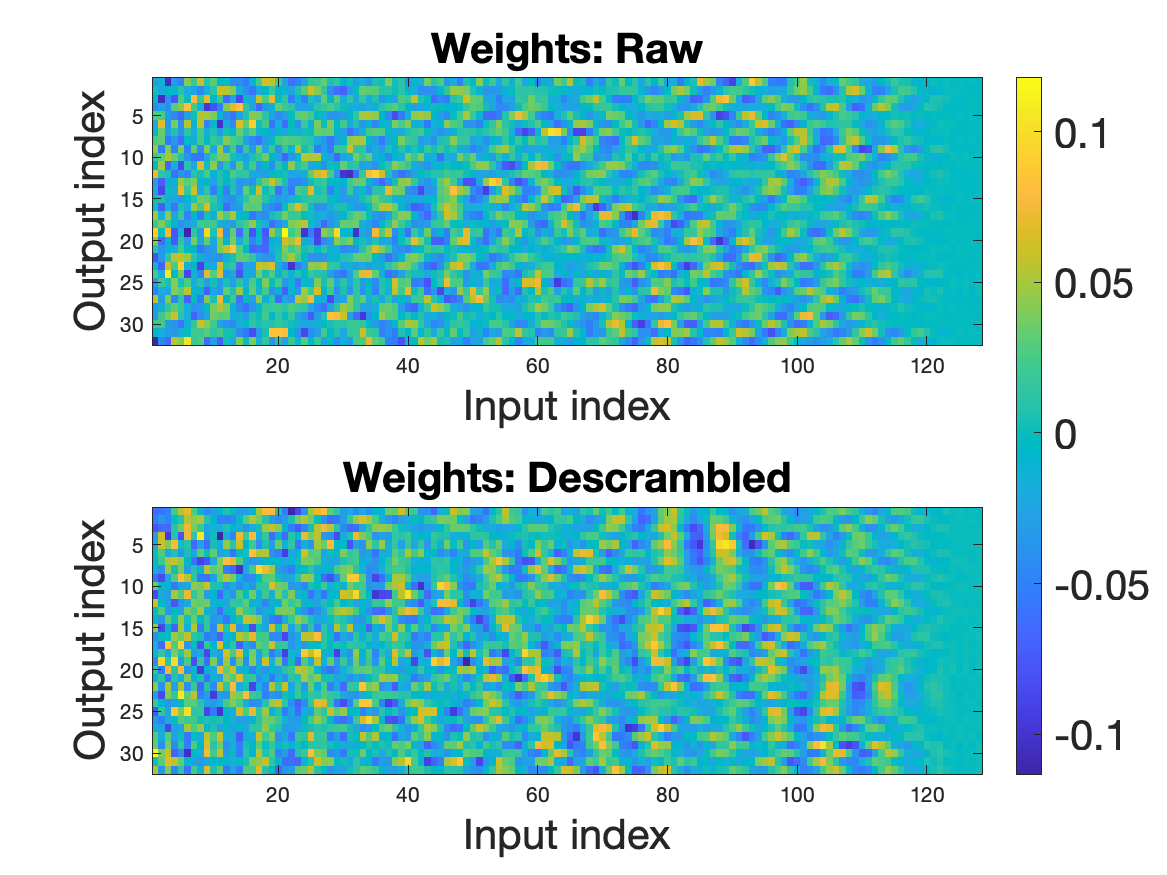 Weights: Raw
Output index
5
10
15
20
25
30
20 40 60 80 100 120
Input index
0.1
0.05
0
-0.05
-0.1
Weights: Descrambled
Output index
5
10
15
20
25
30
20 40 60 80 100 120
Input index